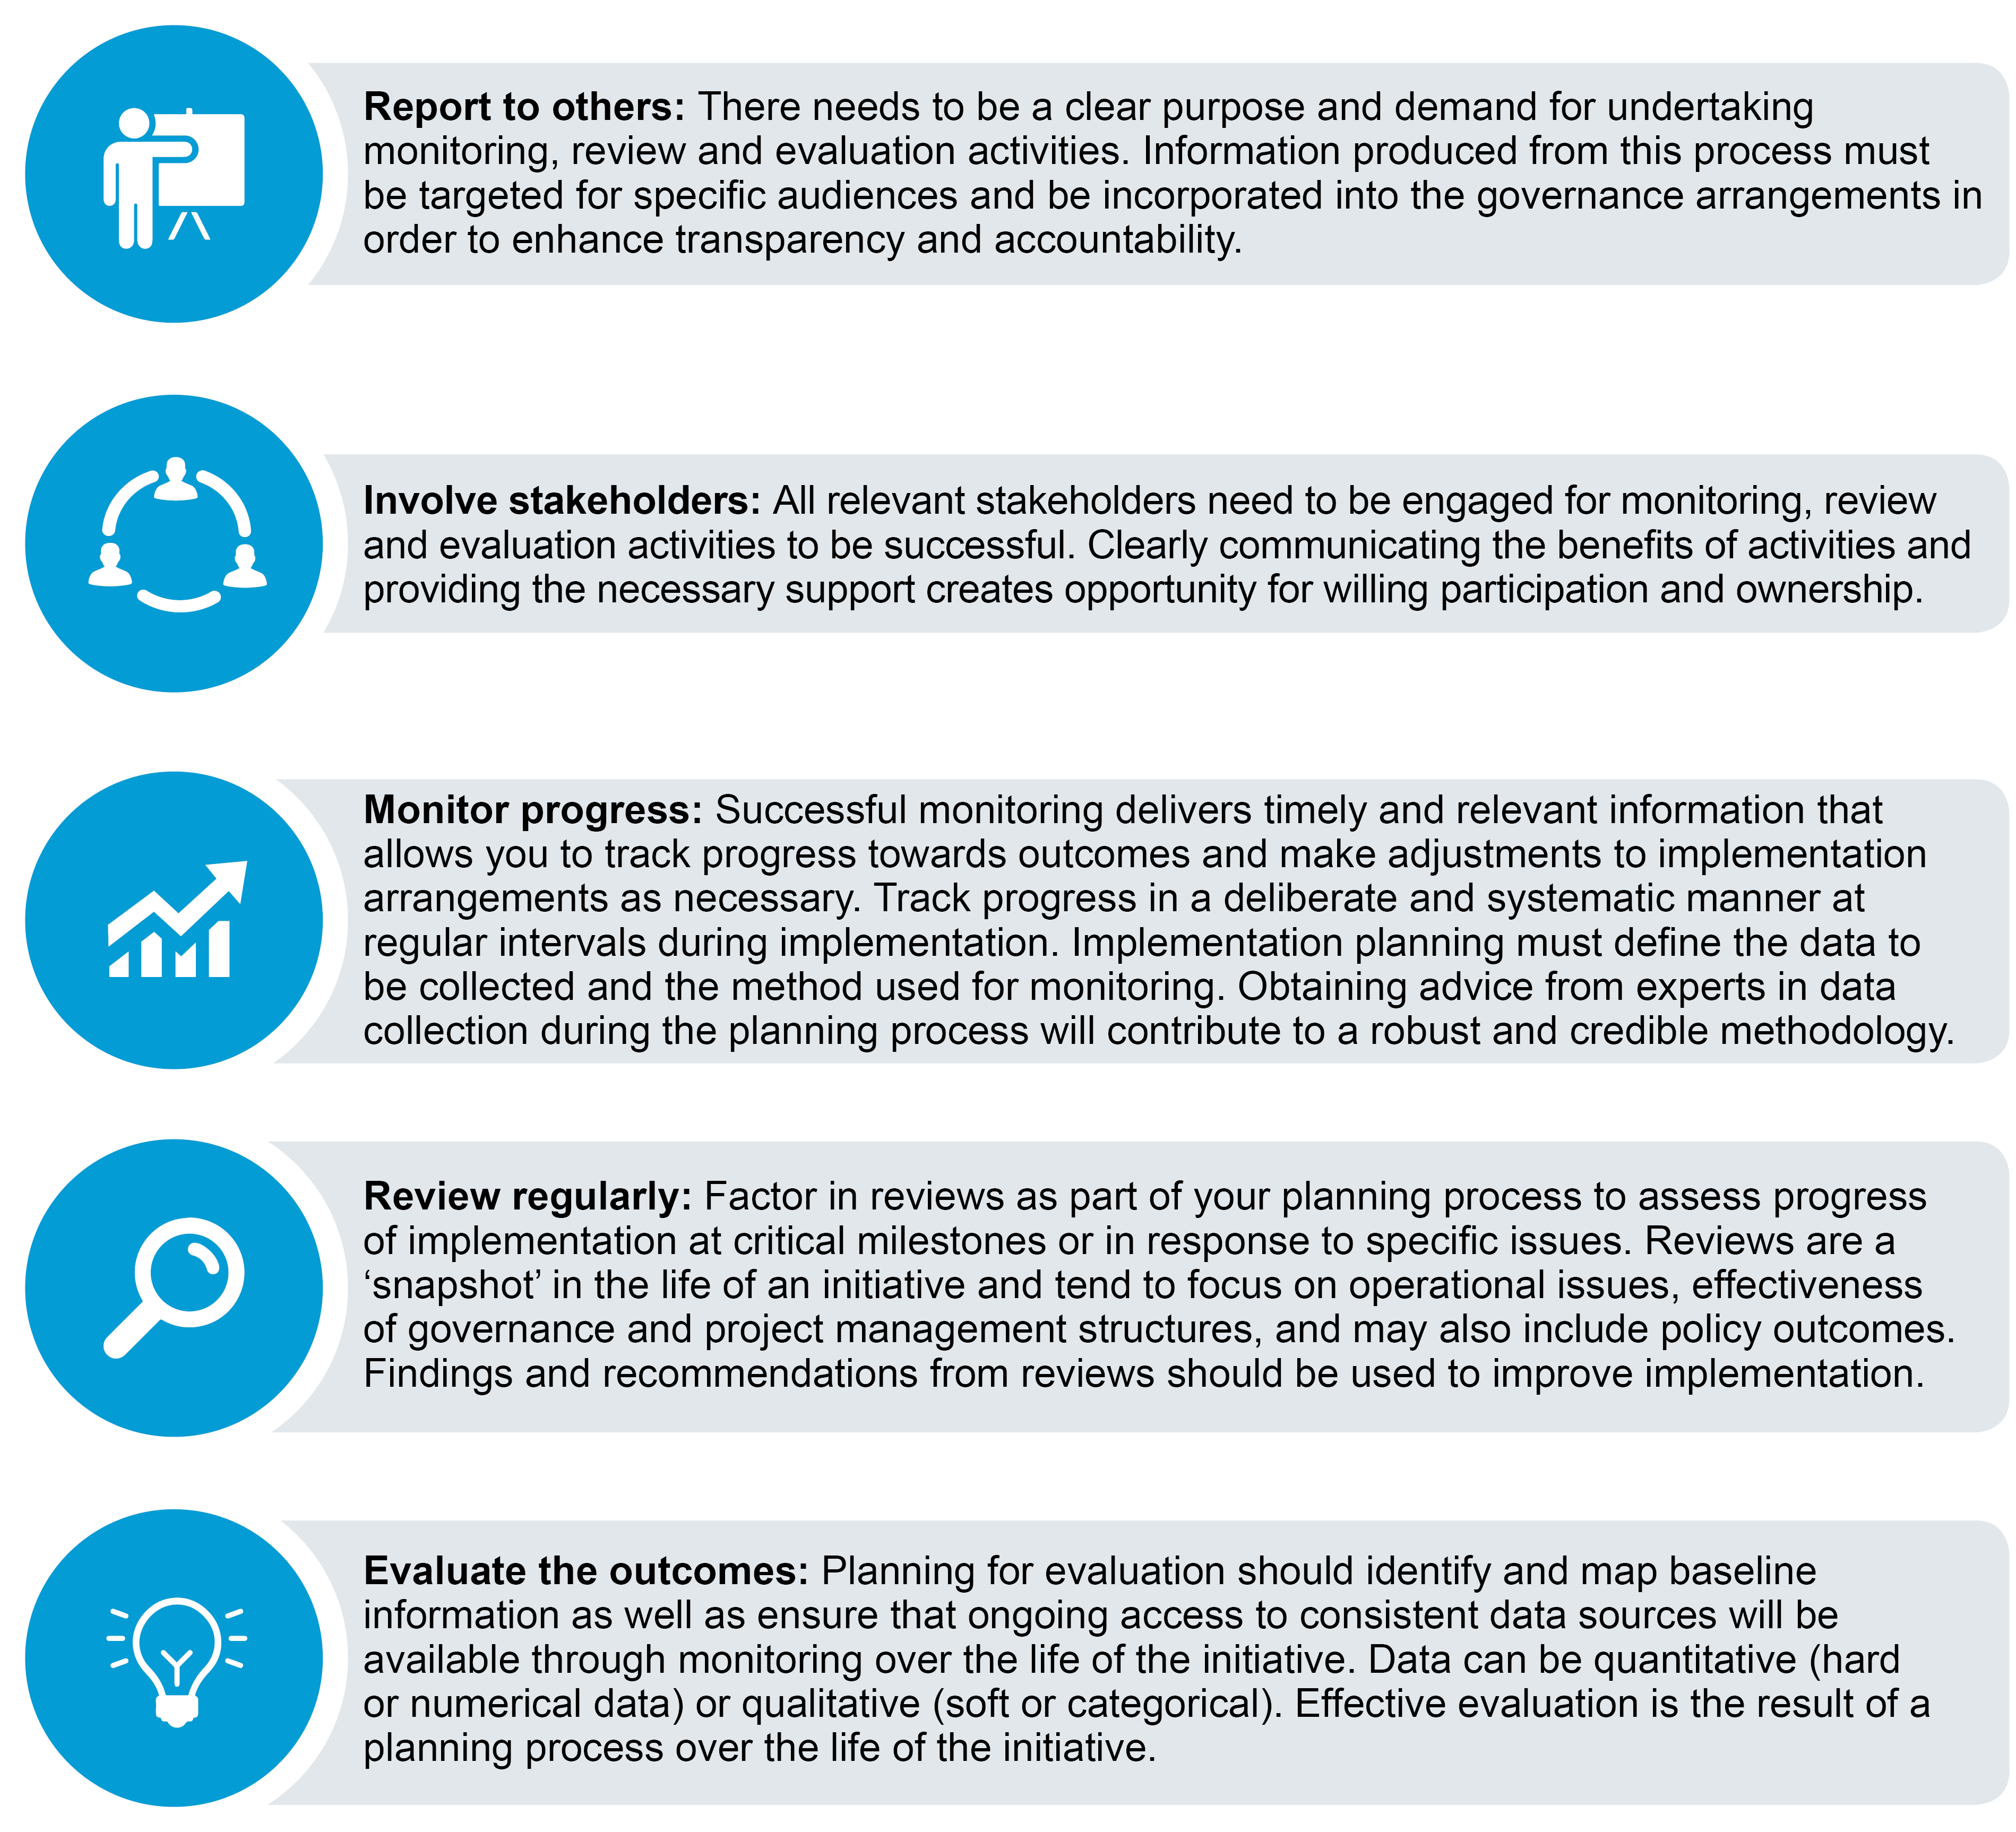 Report to others: There needs to be a clear purpose and demand for undertaking
monitoring, review and evaluation activities. Information produced from this process must
be targeted for specific audiences and be incorporated into the governance arrangements in
order to enhance transparency and accountability.
Involve stakeholders: All relevant stakeholders need to be engaged for monitoring, review
and evaluation activities to be successful. Clearly communicating the benefits of activities and
providing the necessary support creates opportunity for willing participation and ownership.
Monitor progress: Successful monitoring delivers timely and relevant information that
allows you to track progress towards outcomes and make adjustments to implementation
arrangements as necessary. Track progress in a deliberate and systematic manner at
regular intervals during implementation. Implementation planning must define the data to
be collected and the method used for monitoring. Obtaining advice from experts in data
collection during the planning process will contribute to a robust and credible methodology.
Review regularly: Factor in reviews as part of your planning process to assess progress
of implementation at critical milestones or in response to specific issues. Reviews are a
‘snapshot’ in the life of an initiative and tend to focus on operational issues, effectiveness
of governance and project management structures, and may also include policy outcomes.
Findings and recommendations from reviews should be used to improve implementation.
Evaluate the outcomes: Planning for evaluation should identify and map baseline
information as well as ensure that ongoing access to consistent data sources will be
available through monitoring over the life of the initiative. Data can be quantitative (hard
or numerical data) or qualitative (soft or categorical). Effective evaluation is the result of a
planning process over the life of the initiative.